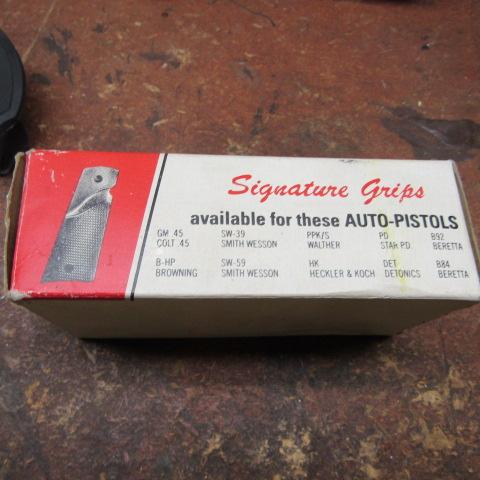 Signature Grips
available for these AUTO-PISTOLS
GM .45 SW-39 PPK/S PD B92
COLT .45 SMITH WESSON WALTHER STAR P.D. BERETTA
B-HP SW-59 HK DET B84
BROWNING SMITH WESSON HECKLER & KOCH DETONICS BERETTA